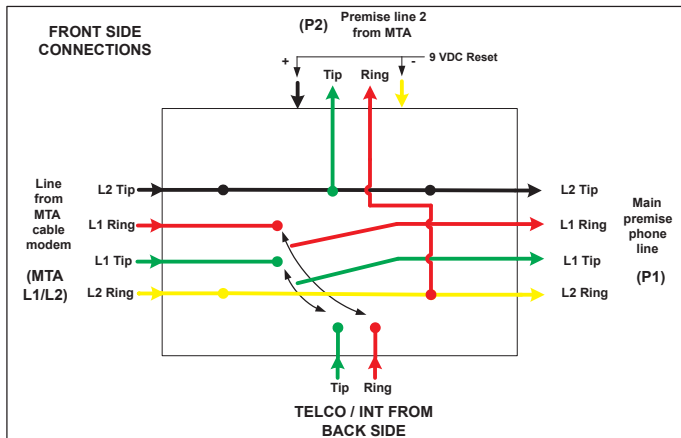 FRONT SIDE
CONNECTIONS
(P2)
Premise line 2
from MTA
+
-
9 VDC Reset
Tip
Ring
Line
from
MTA
cable
modem
(MTA
L1/L2)
L2 Tip
L1 Ring
L1 Tip
L2 Ring
L2 Tip
L1 Ring
L1 Tip
L2 Ring
Main
premise
phone
line
(P1)
Tip
Ring
TELCO / INT FROM
BACK SIDE